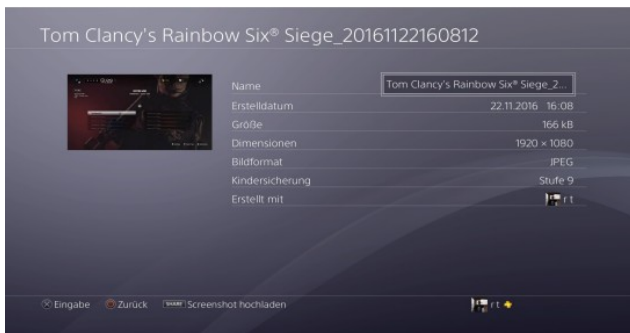 Tom Clancy's Rainbow Six® Siege_20161122160812
Name Tom Clancy's Rainbow Six® Siege_2...
Erstelldatum 22.11.2016 16:08
Größe 166 kB
Dimensionen 1920 × 1080
Bildformat JPEG
Kindersicherung Stufe 9
Erstellt mit r t
Eingabe Zurück SHARE Screenshot hochladen r t